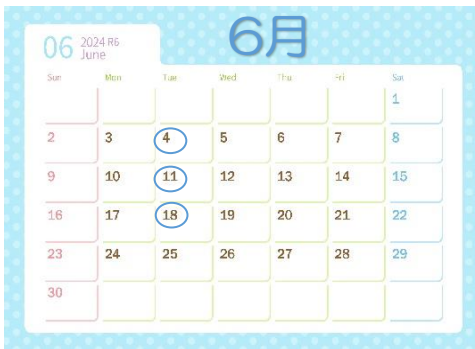 6月
06 2024 R6
June
Sun Mon Tue Wed Thu Fri Sat
1
2 3 4 5 6 7 8
9 10 11 12 13 14 15
16 17 18 19 20 21 22
23 24 25 26 27 28 29
30